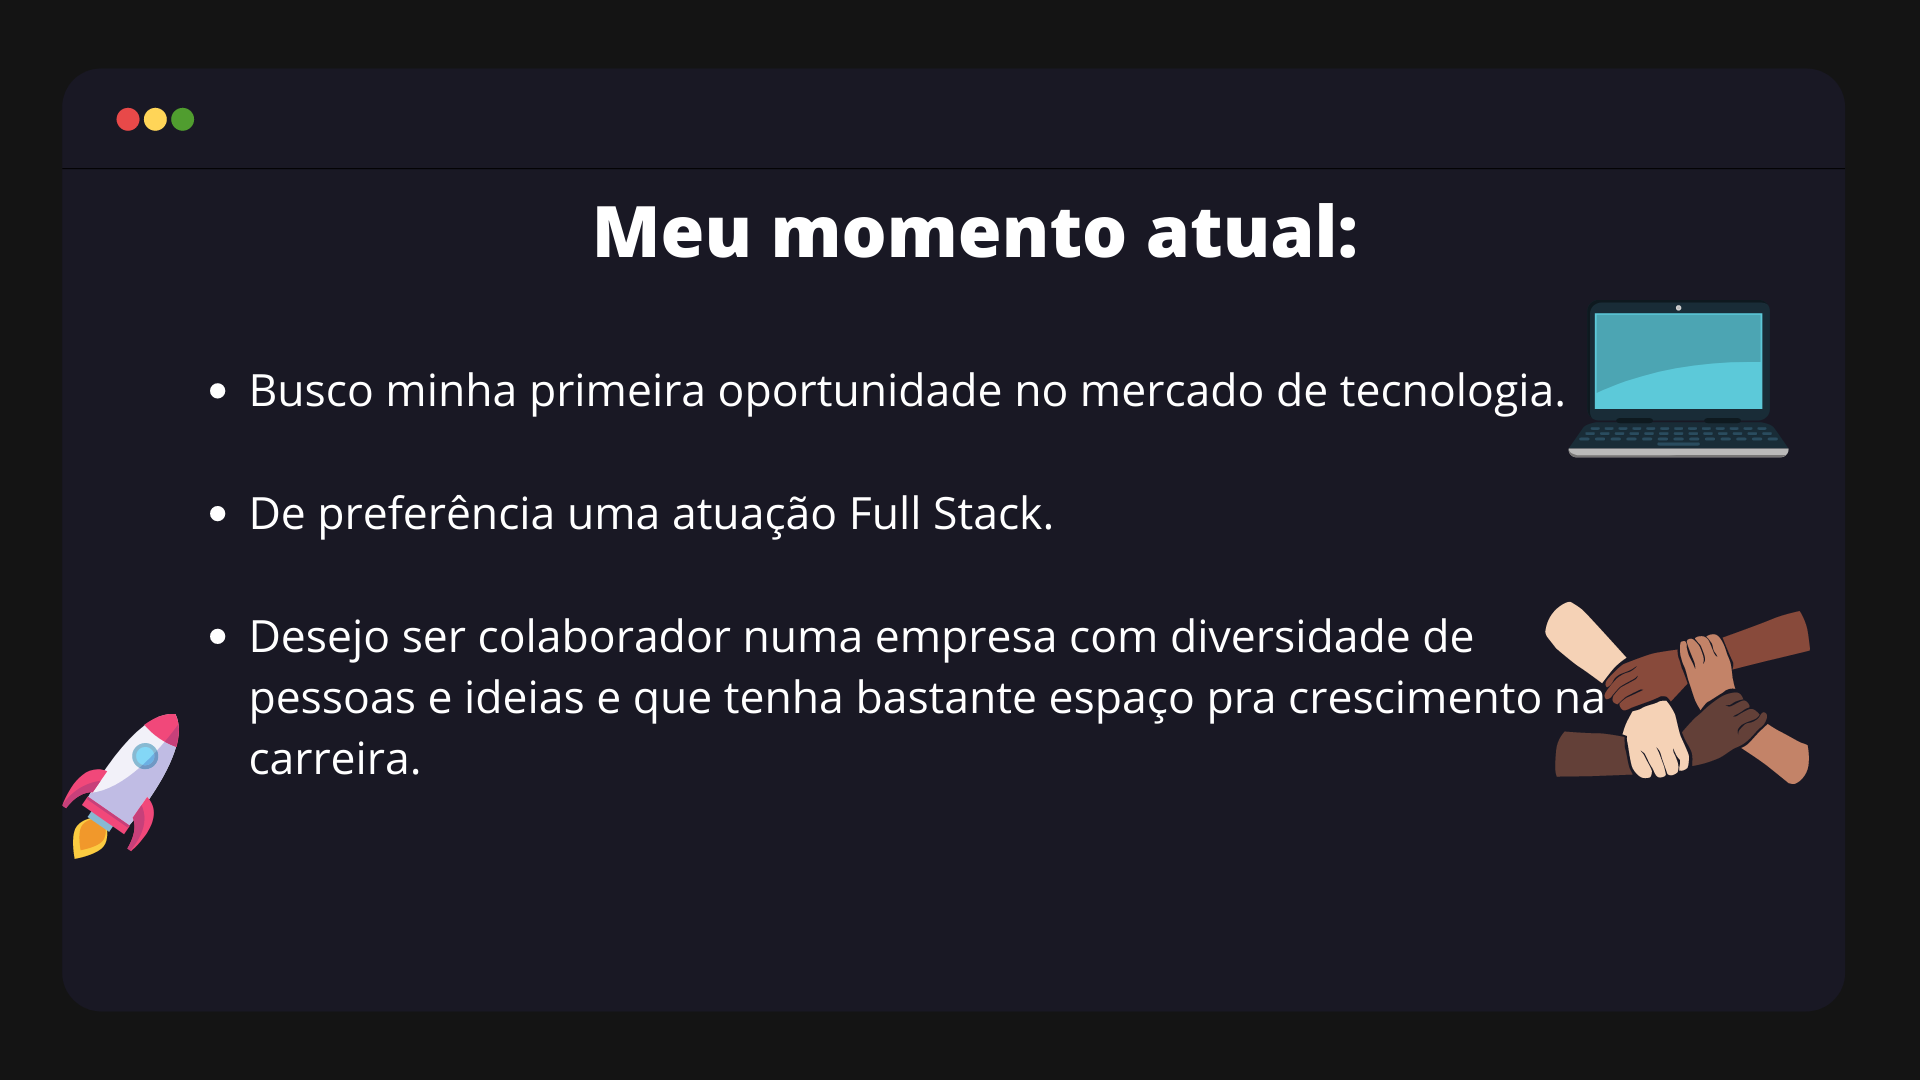 Meu momento atual:
• Busco minha primeira oportunidade no mercado de tecnologia.
• De preferência uma atuação Full Stack.
• Desejo ser colaborador numa empresa com diversidade de
pessoas e ideias e que tenha bastante espaço pra crescimento na
carreira.